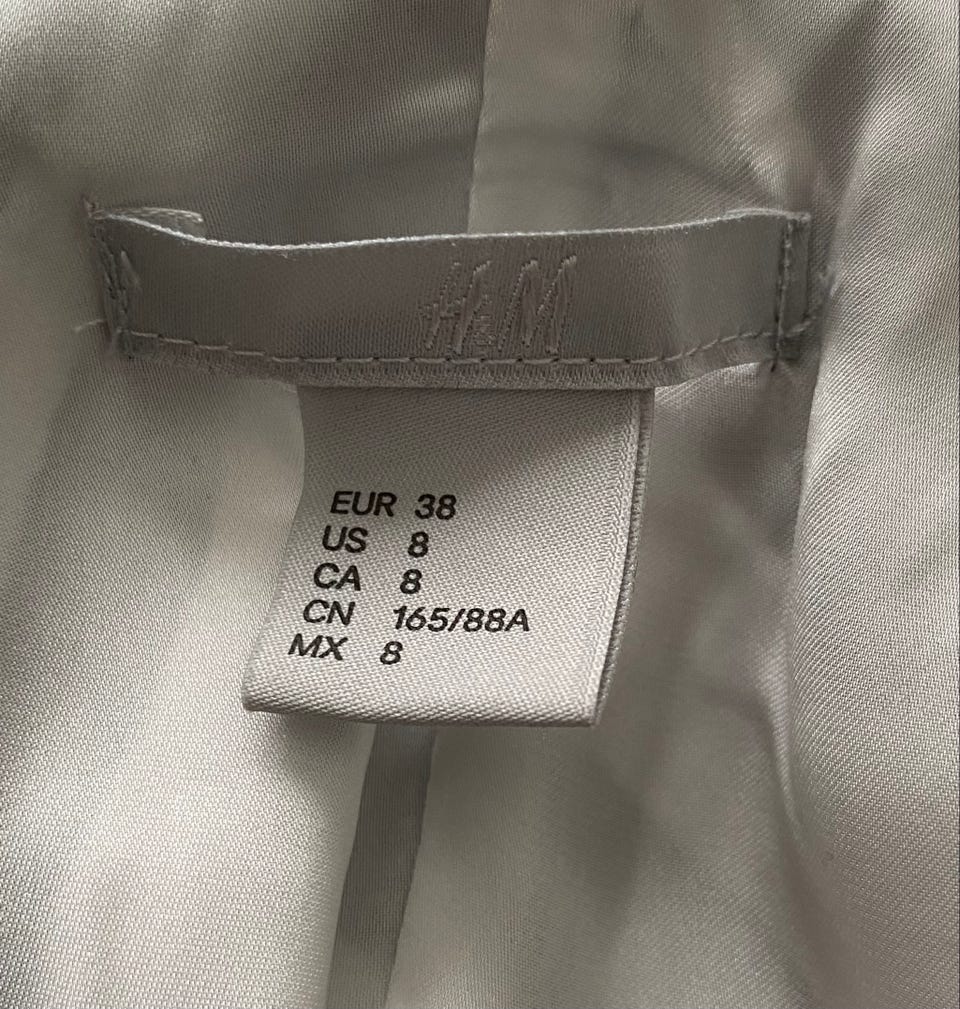 H&M
EUR 38
US 8
CA 8
CN 165/88A
MX 8